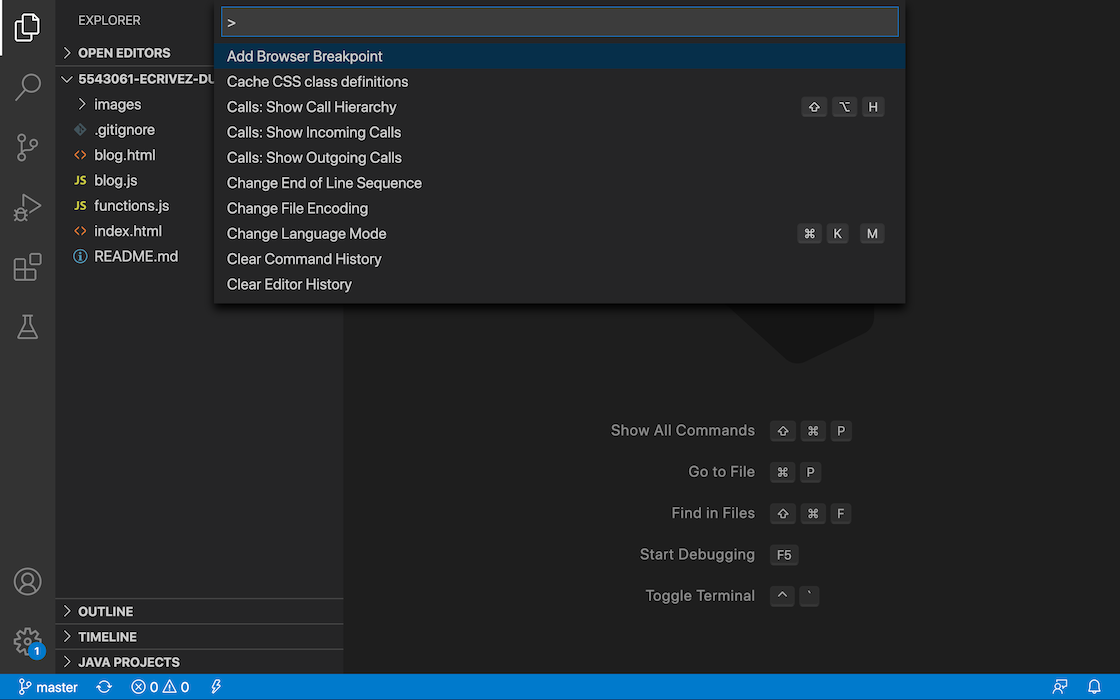 EXPLORER
OPEN EDITORS
5543061-ECRIVEZ-DU
images
.gitignore
blog.html
JS blog.js
JS functions.js
index.html
README.md
>
Add Browser Breakpoint
Cache CSS class definitions
Calls: Show Call Hierarchy ⇧ ⌥ H
Calls: Show Incoming Calls
Calls: Show Outgoing Calls
Change End of Line Sequence
Change File Encoding
Change Language Mode ⌘ K M
Clear Command History
Clear Editor History
Show All Commands ⇧ ⌘ P
Go to File ⌘ P
Find in Files ⇧ ⌘ F
Start Debugging F5
Toggle Terminal ^ `
OUTLINE
TIMELINE
JAVA PROJECTS
1
master 0 0